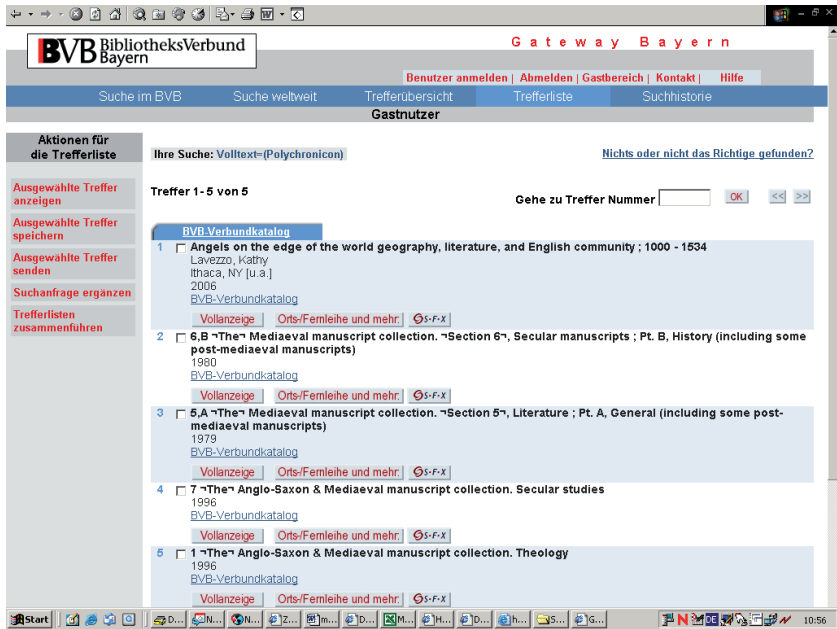 BVB BibliotheksVerbund
Bayern
Gateway Bayern
Benutzer anmelden | Abmelden | Gastbereich | Kontakt | Hilfe
Suche im BVB Suche weltweit Trefferübersicht Trefferliste Suchhistorie
Gastnutzer
Aktionen für
die Trefferliste
Ausgewählte Treffer
anzeigen
Ausgewählte Treffer
speichern
Ausgewählte Treffer
senden
Suchanfrage ergänzen
Trefferlisten
zusammenführen
Ihre Suche: Volltext=(Polychronicon) Nichts oder nicht das Richtige gefunden?
Treffer 1- 5 von 5 Gehe zu Treffer Nummer OK << >>
BVB-Verbundkatalog
1 Angels on the edge of the world geography, literature, and English community ; 1000 - 1534
Lavezzo, Kathy
Ithaca, NY [u.a.]
2006
BVB-Verbundkatalog
Vollanzeige Orts-/Fernleihe und mehr: S·F·X
2 6,B ¬The¬ Mediaeval manuscript collection. ¬Section 6¬, Secular manuscripts ; Pt. B, History (including some
post-mediaeval manuscripts)
1980
BVB-Verbundkatalog
Vollanzeige Orts-/Fernleihe und mehr: S·F·X
3 5,A ¬The¬ Mediaeval manuscript collection. ¬Section 5¬, Literature ; Pt. A, General (including some post-
mediaeval manuscripts)
1979
BVB-Verbundkatalog
Vollanzeige Orts-/Fernleihe und mehr: S·F·X
4 7 ¬The¬ Anglo-Saxon & Mediaeval manuscript collection. Secular studies
1996
BVB-Verbundkatalog
Vollanzeige Orts-/Fernleihe und mehr: S·F·X
5 1 ¬The¬ Anglo-Saxon & Mediaeval manuscript collection. Theology
1996
BVB-Verbundkatalog
Vollanzeige Orts-/Fernleihe und mehr: S·F·X
Start D... N... N... Z... m... D... M... H... D... h... S... G... DE 10:56